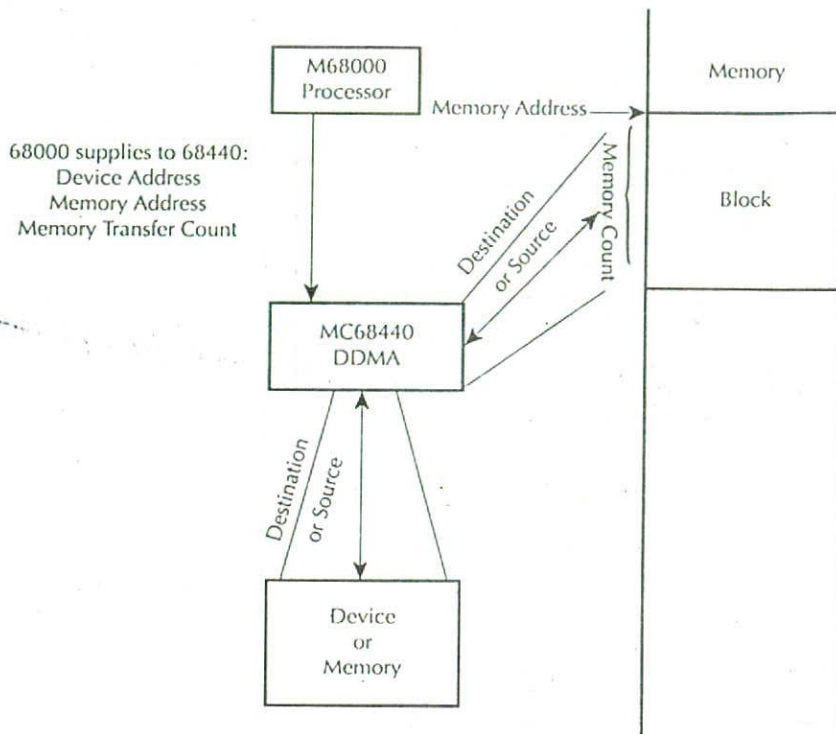 M68000
Processor
Memory
Memory Address
68000 supplies to 68440:
Device Address
Memory Address
Memory Transfer Count
Destination
or Source
Memory Count
Block
MC68440
DDMA
Destination
or Source
Device
or
Memory